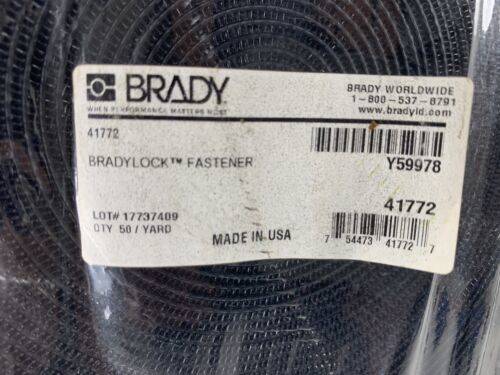 BRADY
WHEN PERFORMANCE MATTERS MOST
BRADY WORLDWIDE
1-800-537-8791
www.bradyid.com
41772
BRADYLOCK™ FASTENER
Y59978
LOT# 17737409
QTY 50 / YARD
MADE IN USA
41772
7 54473 41772 7